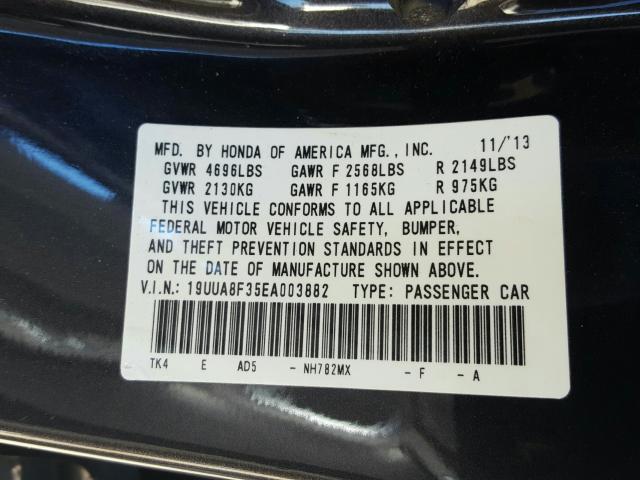 MFD. BY HONDA OF AMERICA MFG., INC. 11/'13
GVWR 4696LBS GAWR F 2568LBS R 2149LBS
GVWR 2130KG GAWR F 1165KG R 975KG
THIS VEHICLE CONFORMS TO ALL APPLICABLE
FEDERAL MOTOR VEHICLE SAFETY, BUMPER,
AND THEFT PREVENTION STANDARDS IN EFFECT
ON THE DATE OF MANUFACTURE SHOWN ABOVE.
V.I.N.: 19UUA8F35EA003882 TYPE: PASSENGER CAR
TK4 E AD5 - NH782MX - F - A